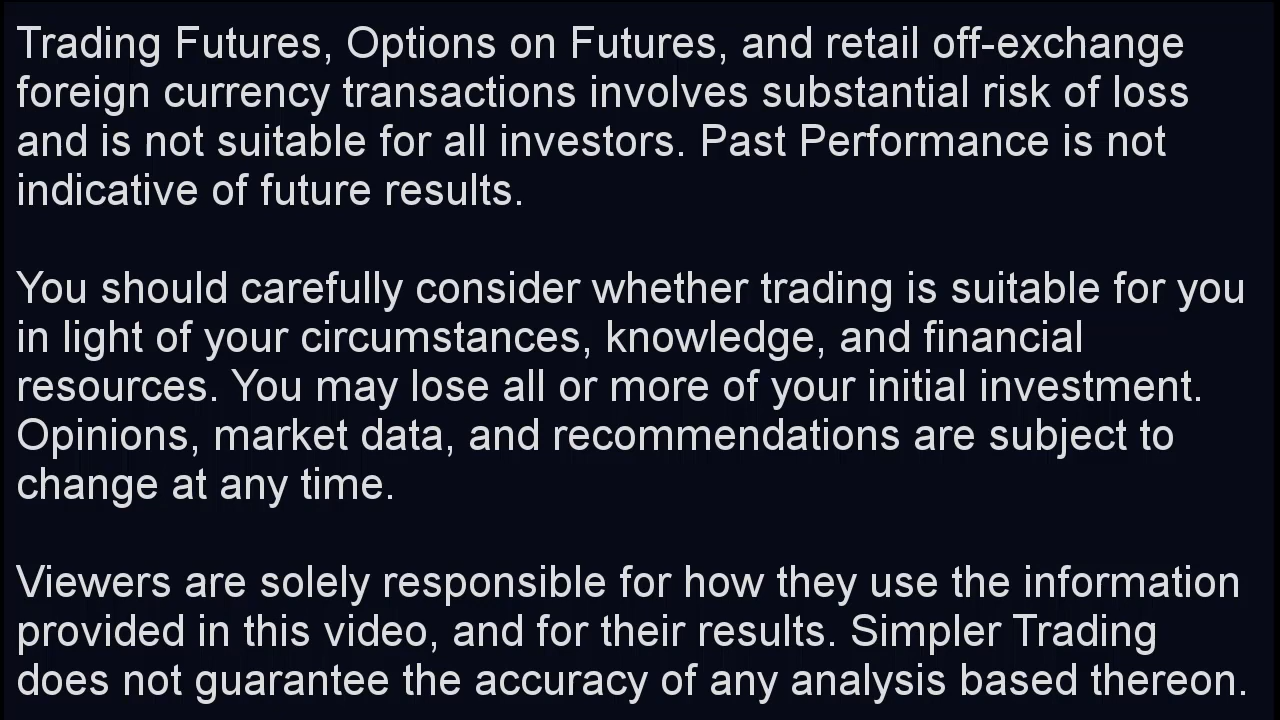 Trading Futures, Options on Futures, and retail off-exchange
foreign currency transactions involves substantial risk of loss
and is not suitable for all investors. Past Performance is not
indicative of future results.
You should carefully consider whether trading is suitable for you
in light of your circumstances, knowledge, and financial
resources. You may lose all or more of your initial investment.
Opinions, market data, and recommendations are subject to
change at any time.
Viewers are solely responsible for how they use the information
provided in this video, and for their results. Simpler Trading
does not guarantee the accuracy of any analysis based thereon.